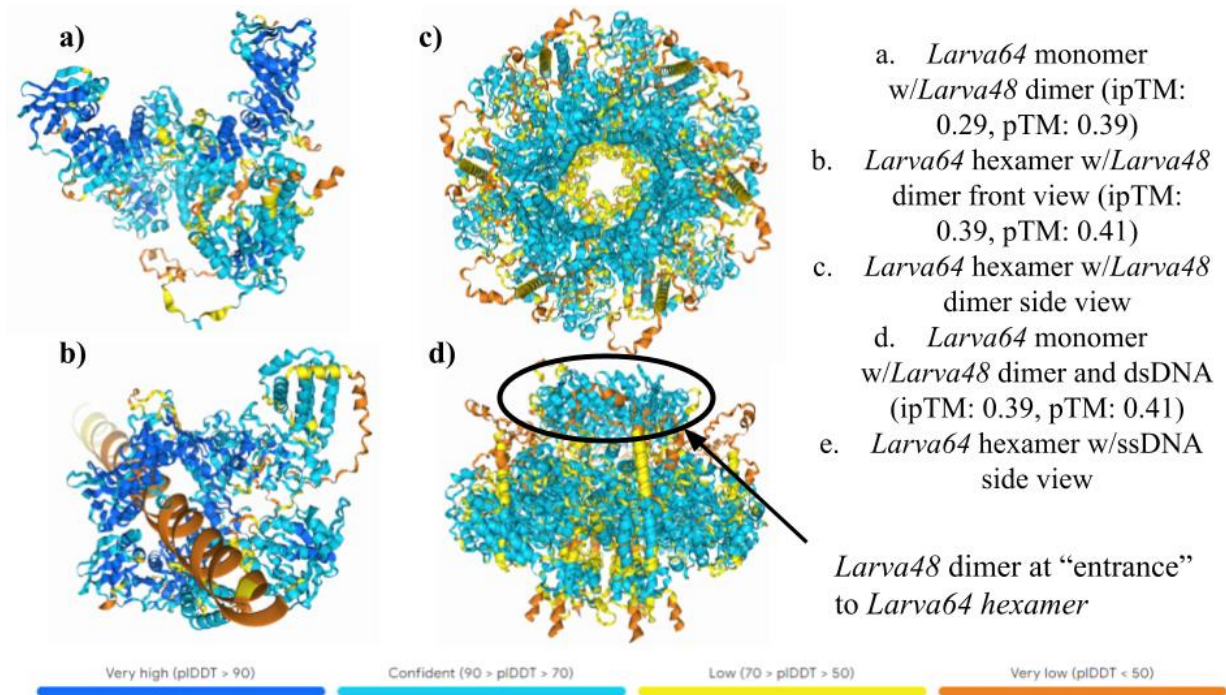 a)
c)
b)
d)
a. Larva64 monomer
w/Larva48 dimer (ipTM:
0.29, pTM: 0.39)
b. Larva64 hexamer w/Larva48
dimer front view (ipTM:
0.39, pTM: 0.41)
c. Larva64 hexamer w/Larva48
dimer side view
d. Larva64 monomer
w/Larva48 dimer and dsDNA
(ipTM: 0.39, pTM: 0.41)
e. Larva64 hexamer w/ssDNA
side view
Larva48 dimer at “entrance”
to Larva64 hexamer
Very high (plDDT > 90)
Confident (90 > plDDT > 70)
Low (70 > plDDT > 50)
Very low (plDDT < 50)